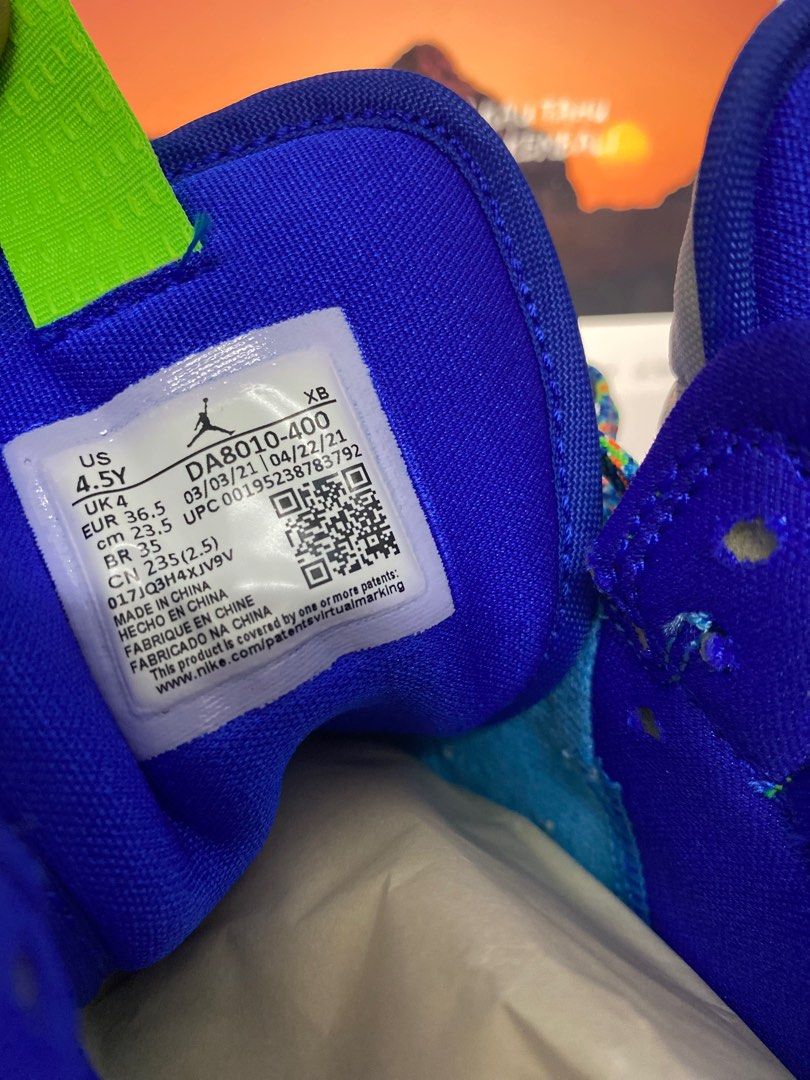 XB
US
4.5Y
DA8010-400
UK 4
03/03/21 | 04/22/21
EUR 36.5
UPC 00195238783792
cm 23.5
BR 35
CN 235(2.5)
017JQ3H4XJV9V
MADE IN CHINA
HECHO EN CHINA
FABRIQUE EN CHINE
FABRICADO NA CHINA
This product is covered by one or more patents:
www.nike.com/patentsvirtualmarking